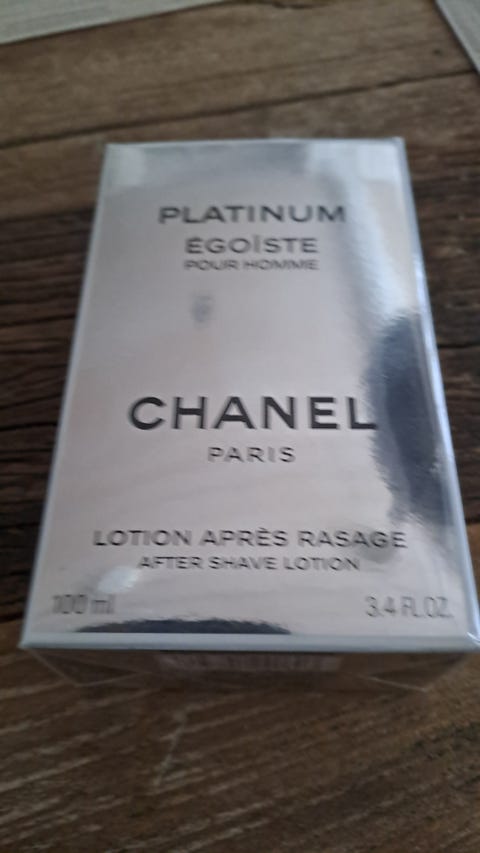 PLATINUM
ÉGOÏSTE
POUR HOMME
CHANEL
PARIS
LOTION APRÈS RASAGE
AFTER SHAVE LOTION
100 ml 3.4 FL.OZ.